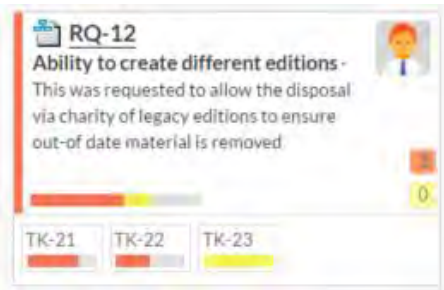 RQ-12
Ability to create different editions -
This was requested to allow the disposal
via charity of legacy editions to ensure
out-of date material is removed
0
TK-21 TK-22 TK-23